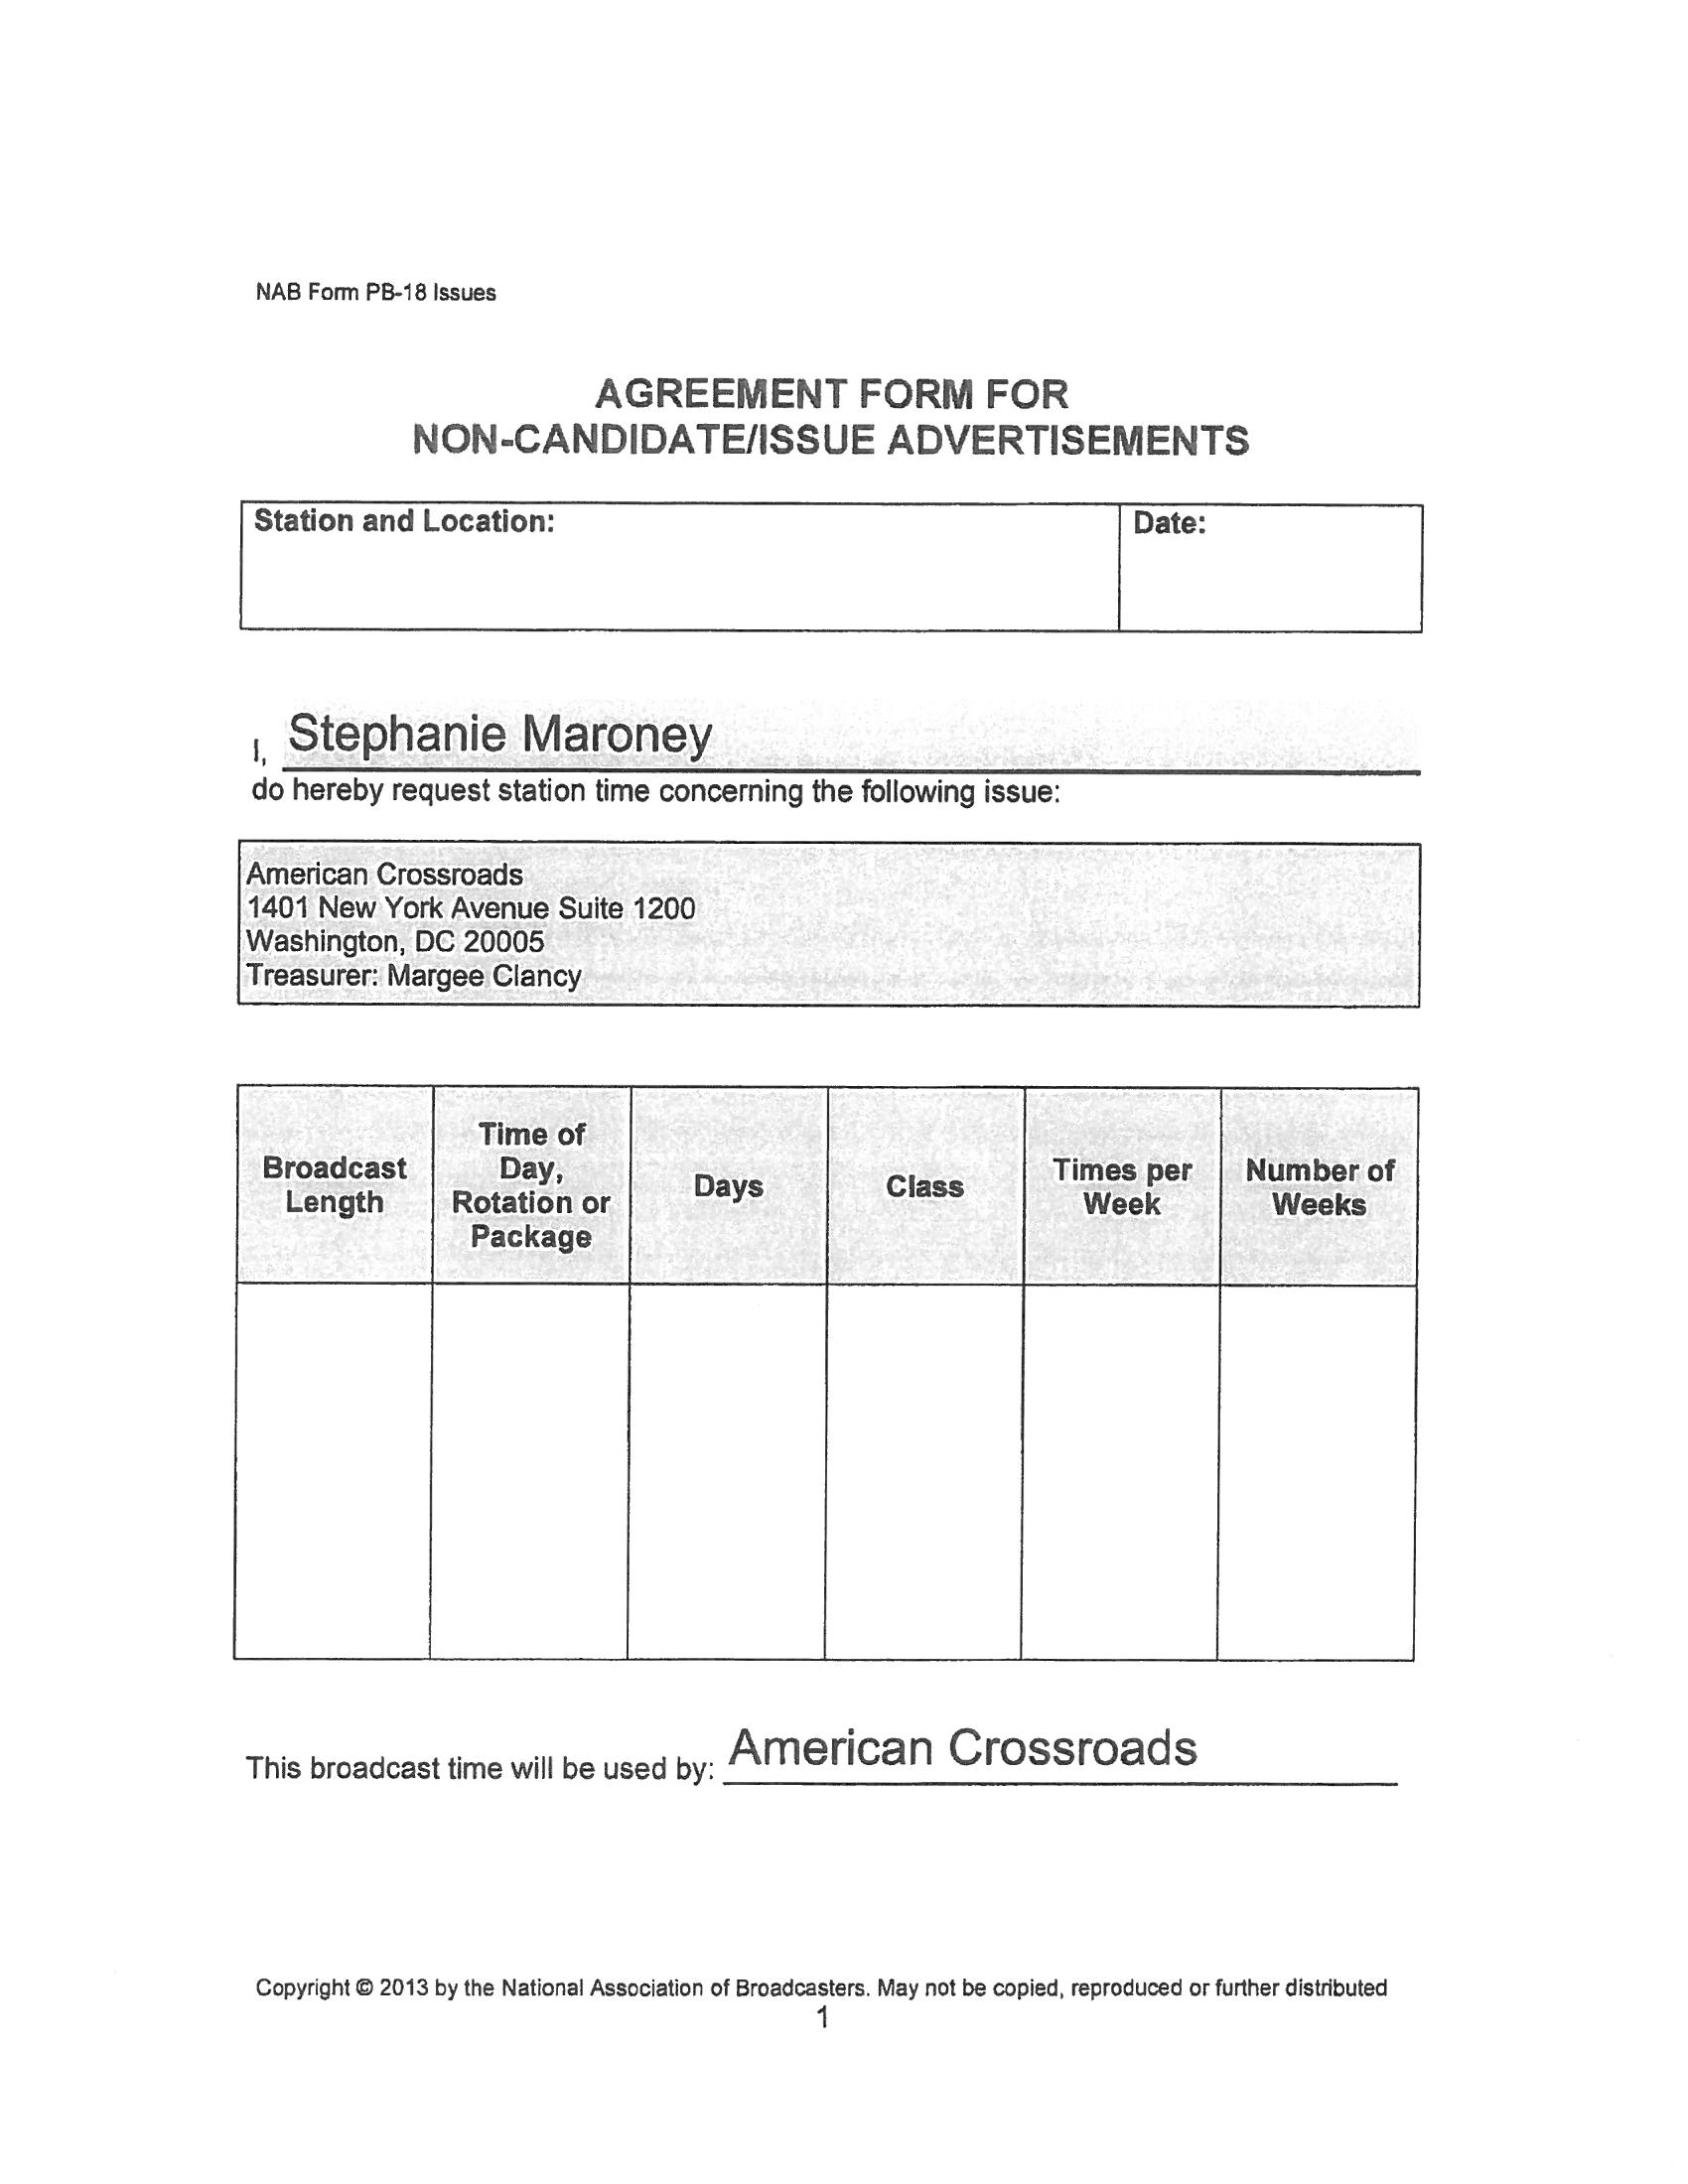 NAB Form PB-18 Issues
AGREEMENT FORM FOR
NON-CANDIDATE/ISSUE ADVERTISEMENTS
Station and Location:
Date:
I, Stephanie Maroney
do hereby request station time concerning the following issue:
American Crossroads
1401 New York Avenue Suite 1200
Washington, DC 20005
Treasurer: Margee Clancy
Broadcast
Length
Time of
Day,
Rotation or
Package
Days
Class
Times per
Week
Number of
Weeks
This broadcast time will be used by: American Crossroads
Copyright © 2013 by the National Association of Broadcasters. May not be copied, reproduced or further distributed
1